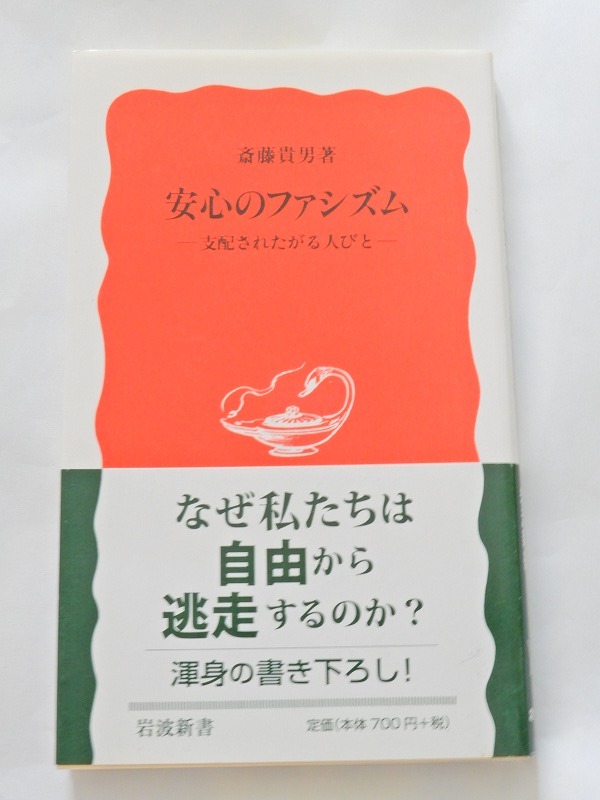 斎藤貴男著
安心のファシズム
―支配されたがる人びと―
なぜ私たちは
自由から
逃走するのか?
渾身の書き下ろし!
岩波新書
定価(本体700円+税)